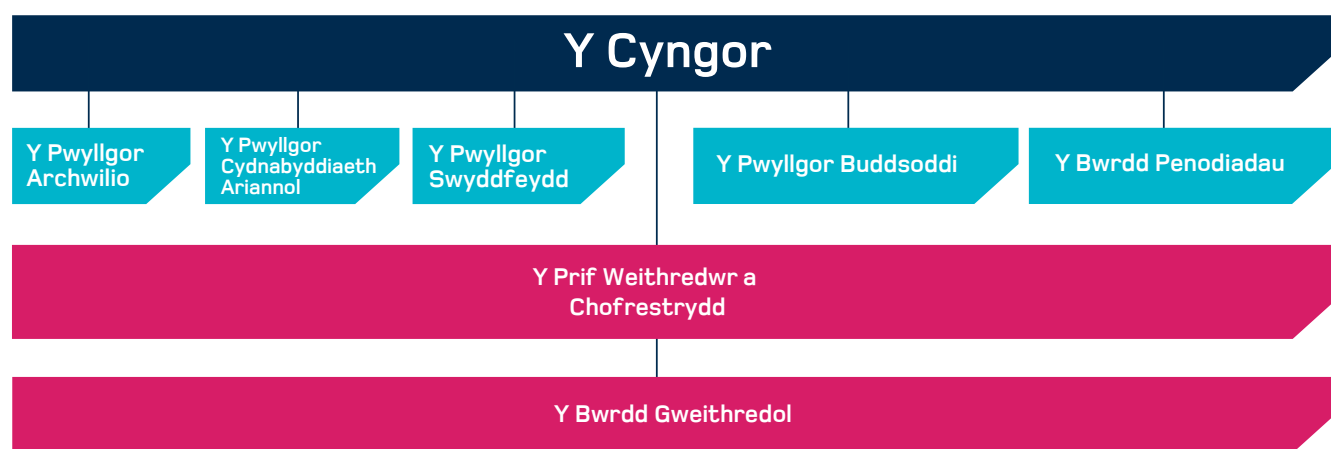 Y Cyngor
Y Pwyllgor
Archwilio
Y Pwyllgor
Cydnabyddiaeth
Ariannol
Y Pwyllgor
Swyddfeydd
Y Pwyllgor Buddsoddi
Y Bwrdd Penodiadau
Y Prif Weithredwr a
Chofrestrydd
Y Bwrdd Gweithredol